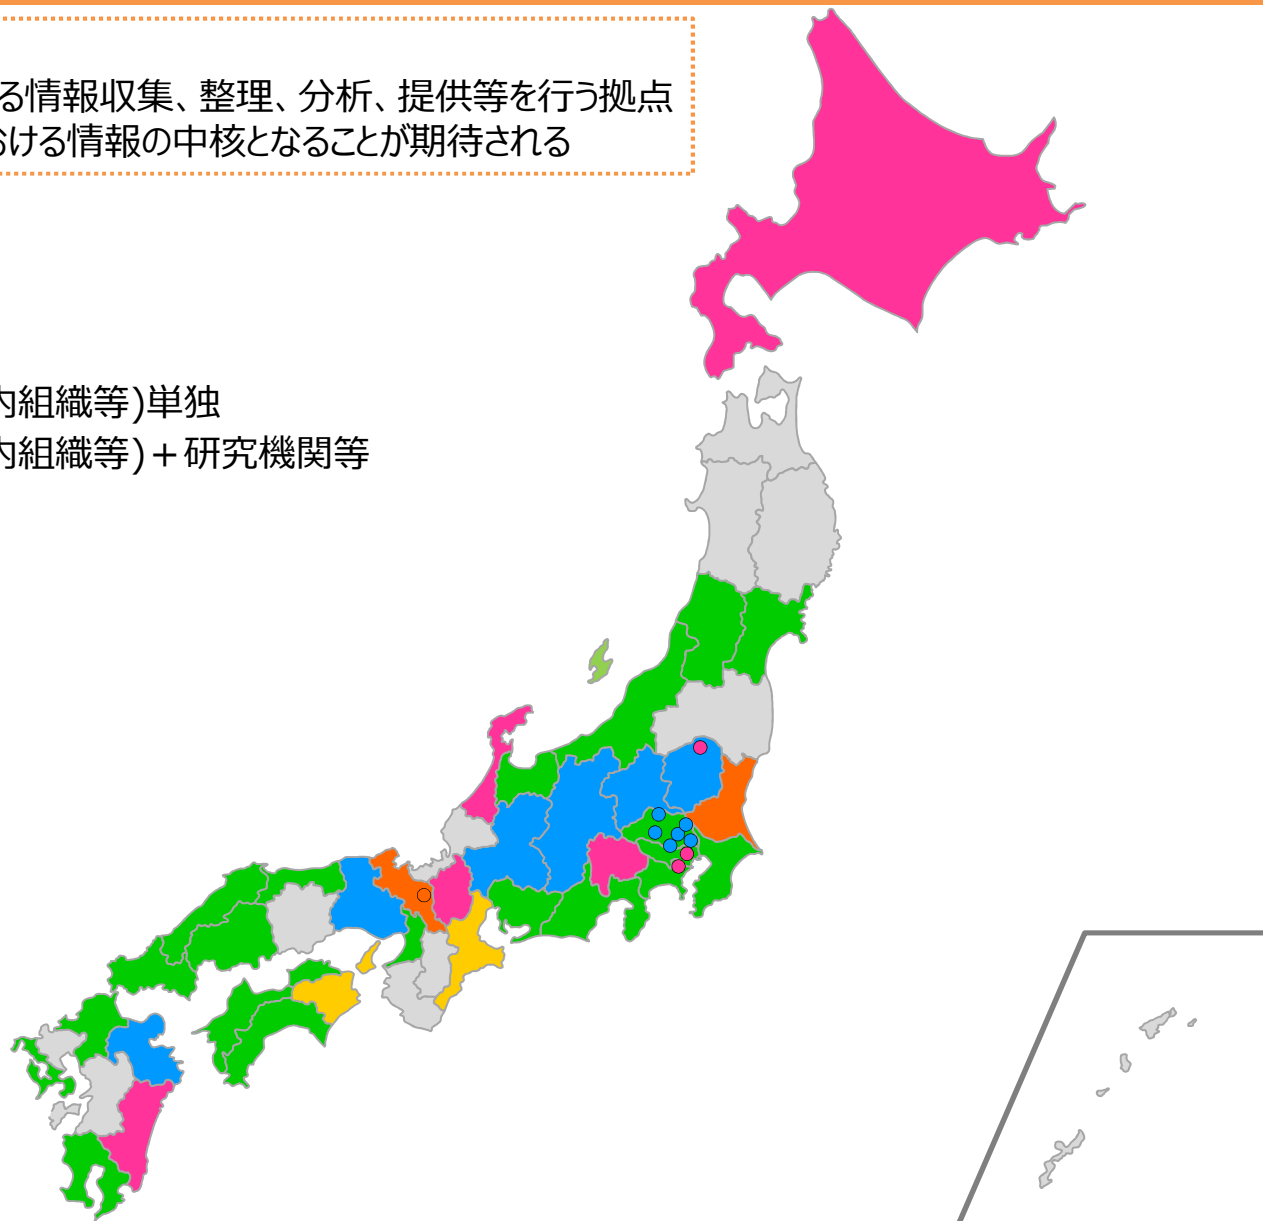 る情報収集、整理、分析、提供等を行う拠点
おける情報の中核となることが期待される
内組織等)単独
内組織等)+研究機関等